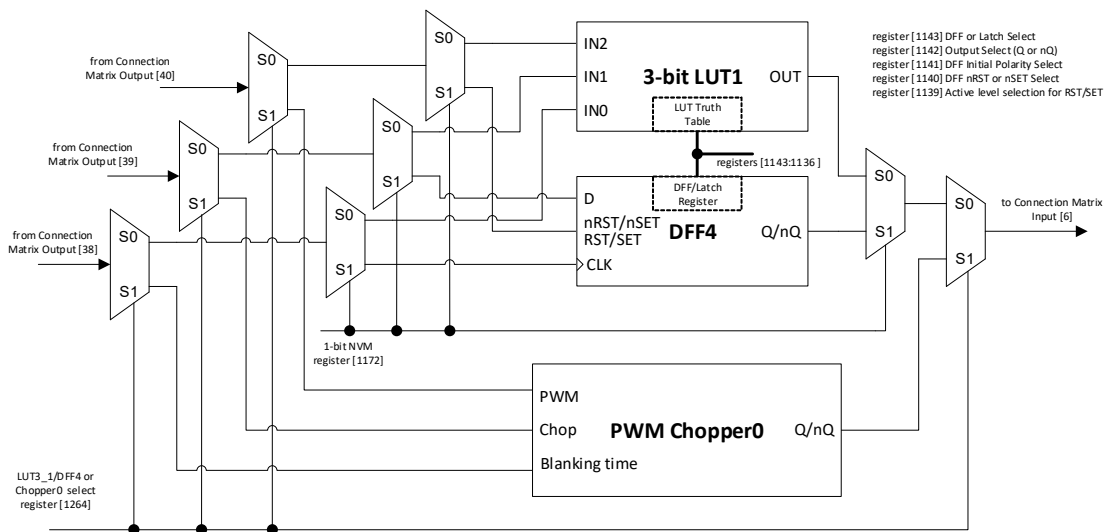 from Connection
Matrix Output [40]
S0
S1
S0
S1
IN2
IN1
IN0
3-bit LUT1
OUT
LUT Truth
Table
register [1143] DFF or Latch Select
register [1142] Output Select (Q or nQ)
register [1141] DFF Initial Polarity Select
register [1140] DFF nRST or nSET Select
register [1139] Active level selection for RST/SET
from Connection
Matrix Output [39]
S0
S1
S0
S1
registers [1143:1136 ]
DFF/Latch
Register
D
nRST/nSET
RST/SET
CLK
DFF4
Q/nQ
S0
S1
S0
S1
to Connection Matrix
Input [6]
from Connection
Matrix Output [38]
S0
S1
S0
S1
1-bit NVM
register [1172]
PWM
Chop
Blanking time
PWM Chopper0
Q/nQ
LUT3_1/DFF4 or
Chopper0 select
register [1264]